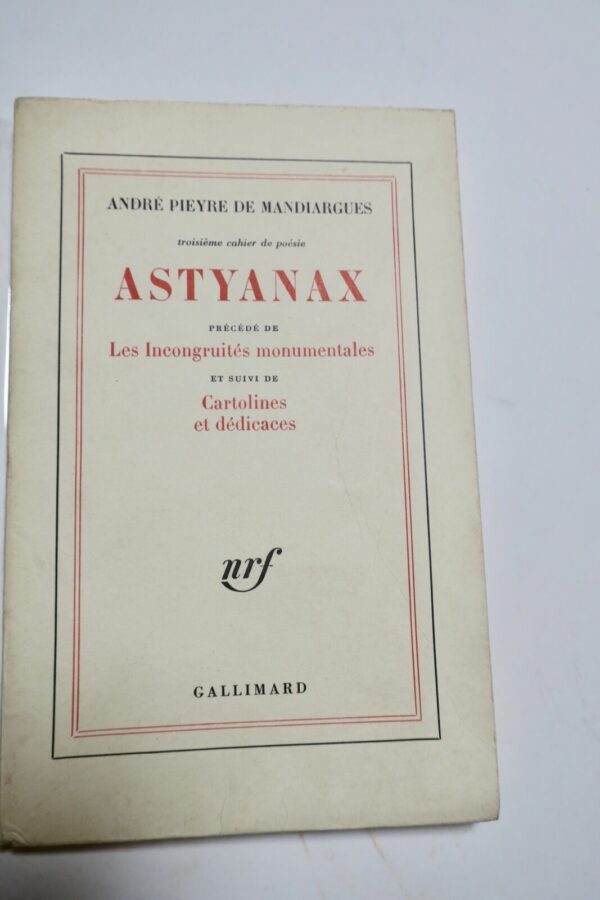 ANDRÉ PIEYRE DE MANDIARGUES
troisième cahier de poésie
ASTYANAX
PRÉCÉDÉ DE
Les Incongruités monumentales
ET SUIVI DE
Cartolines
et dédicaces
nrf
GALLIMARD